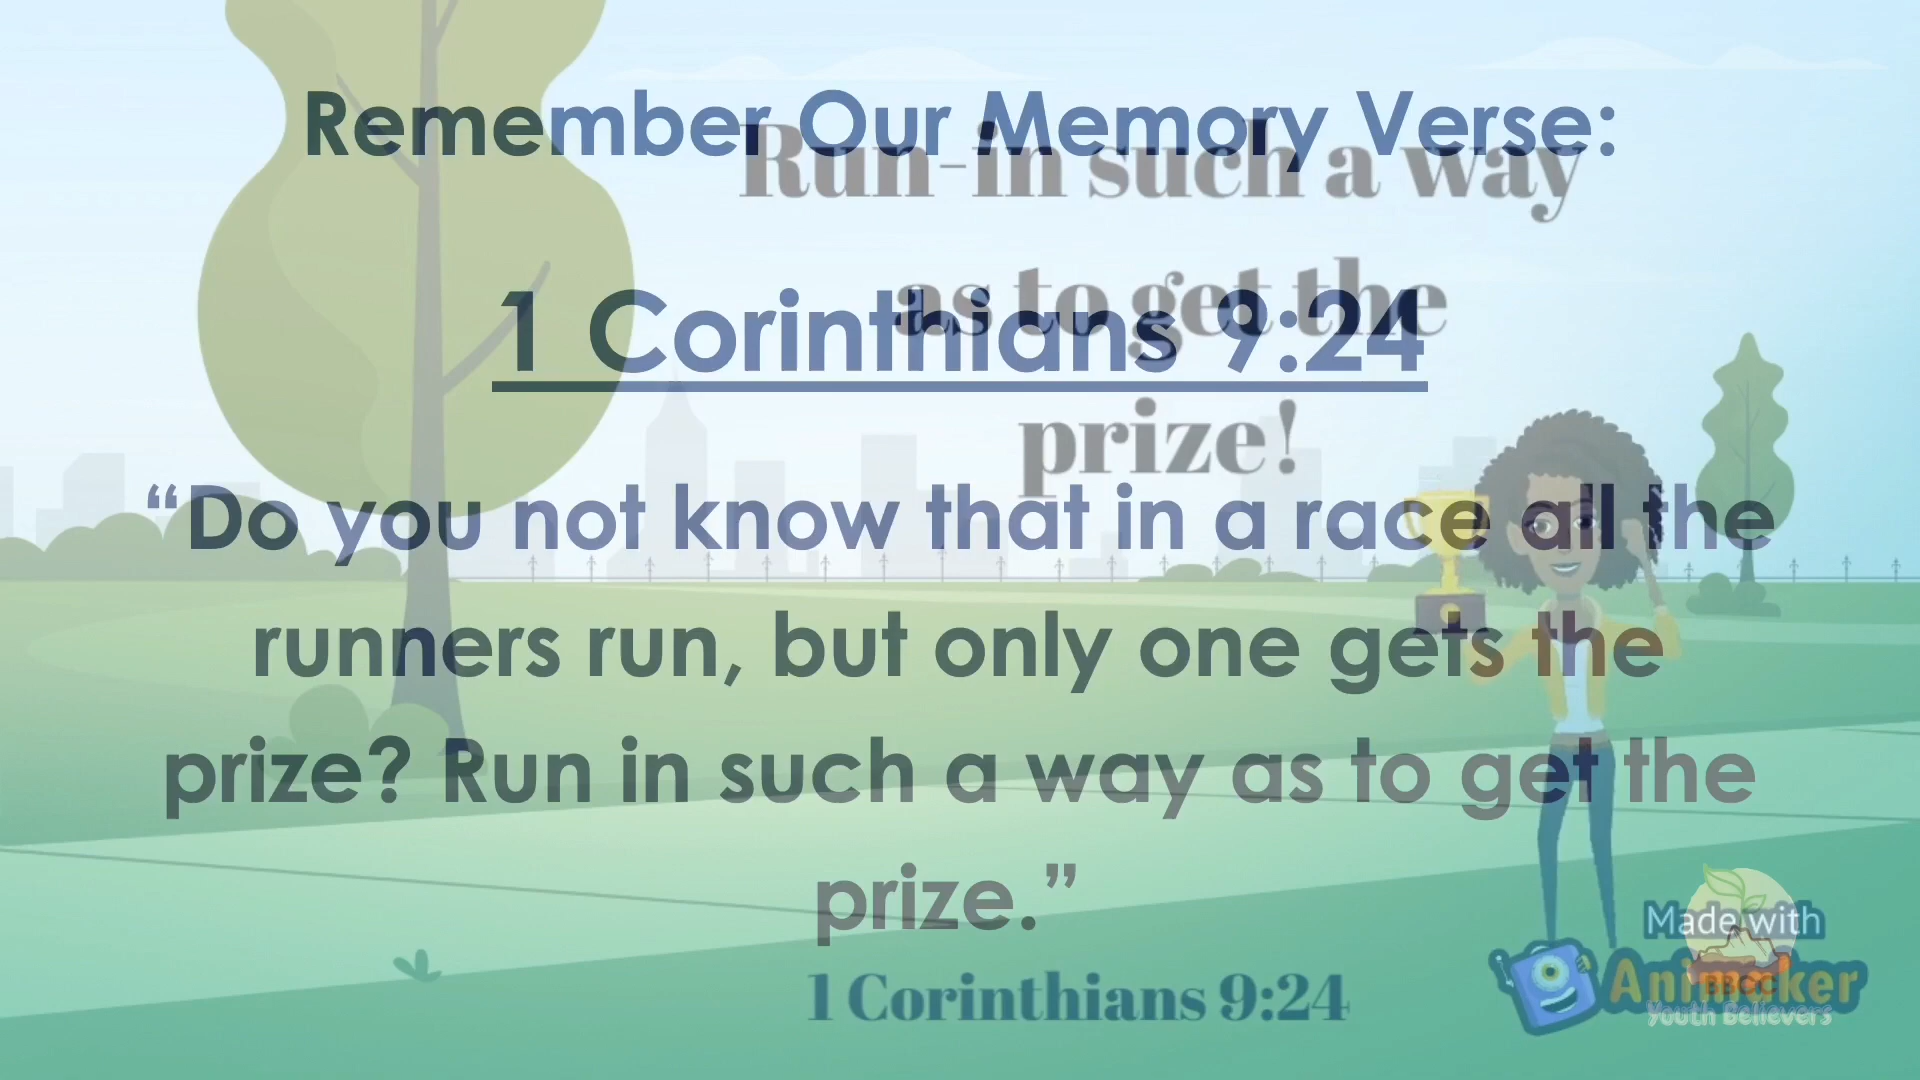 Remember Our Memory Verse:
Run-in such a way
1 Corinthians 9:24
as to get the
prize!
“Do you not know that in a race all the
runners run, but only one gets the
prize? Run in such a way as to get the
prize.”
1 Corinthians 9:24
Made with
Animaker
Youth Believers